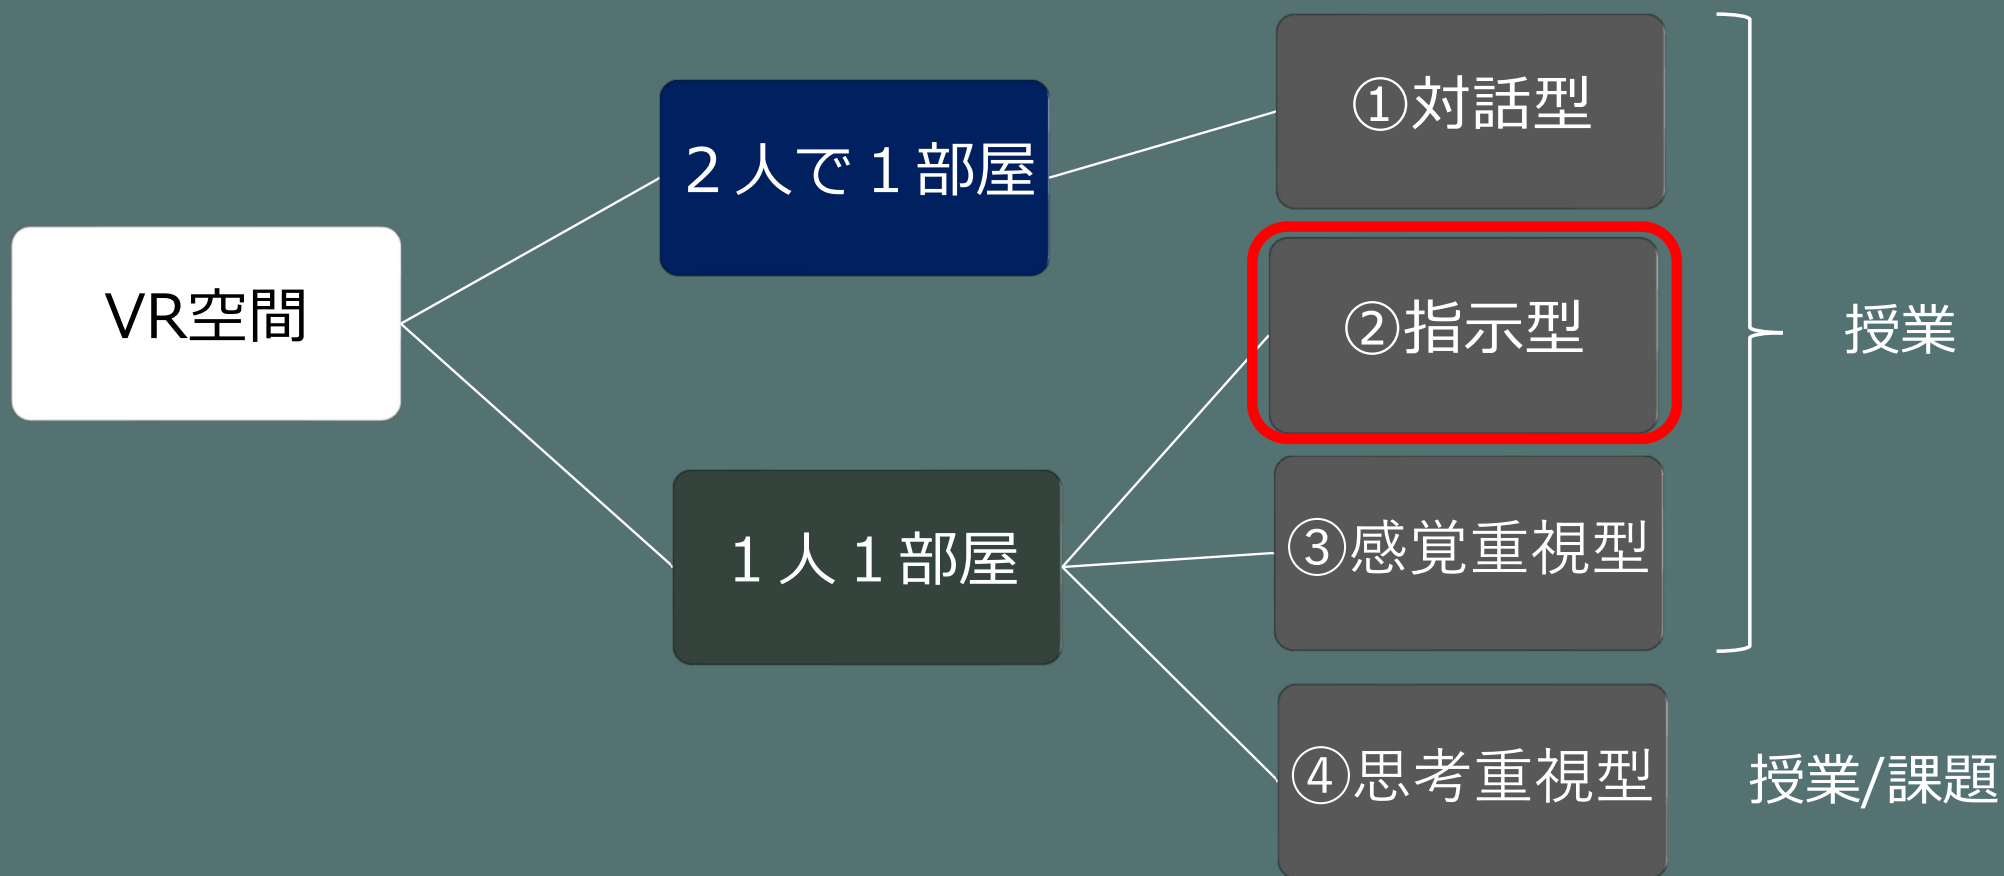 VR空間
２人で１部屋
１人１部屋
①対話型
②指示型
③感覚重視型
④思考重視型
授業
授業/課題